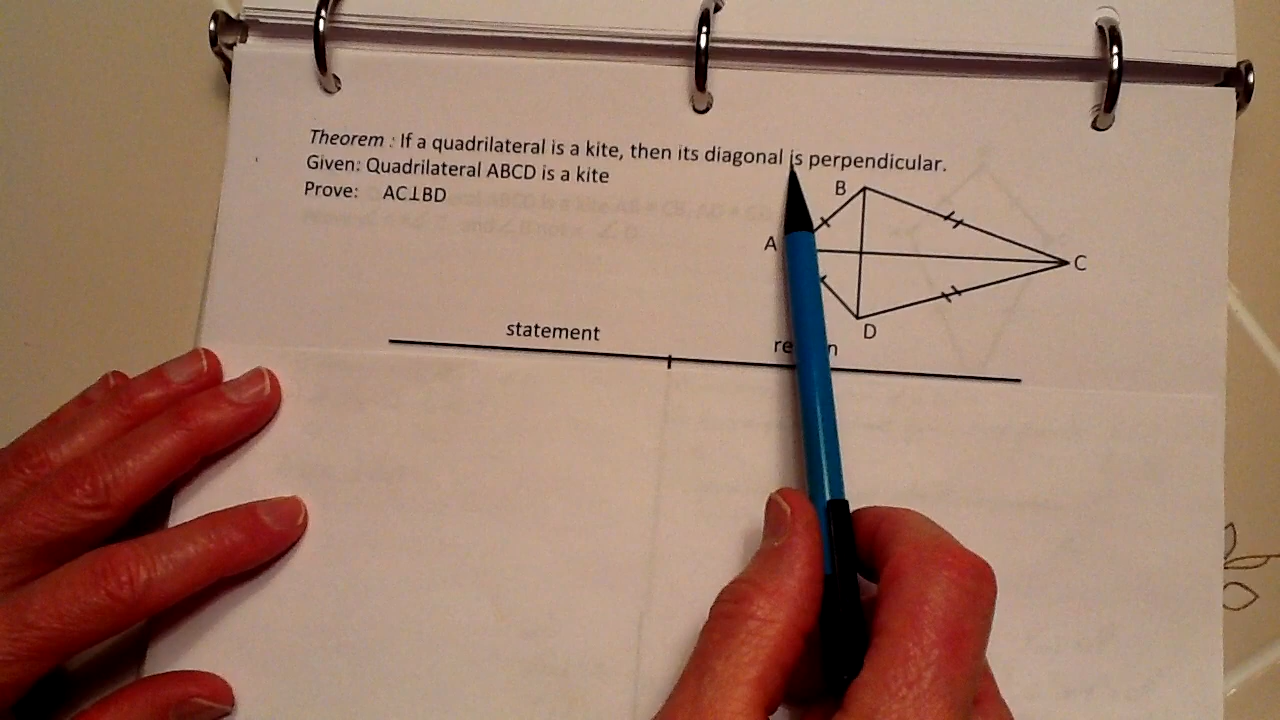 Theorem : If a quadrilateral is a kite, then its diagonal is perpendicular.
Given: Quadrilateral ABCD is a kite
Prove: AC⊥BD
B
A
C
D
statement